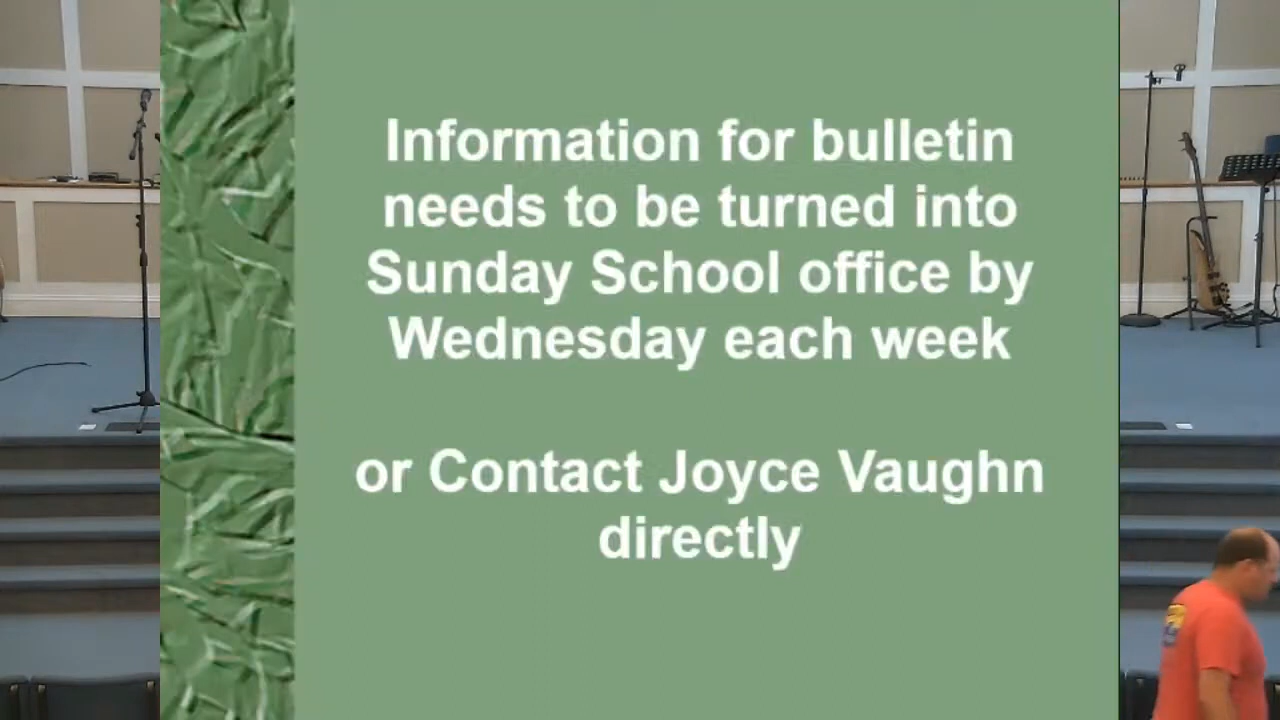 Information for bulletin
needs to be turned into
Sunday School office by
Wednesday each week
or Contact Joyce Vaughn
directly